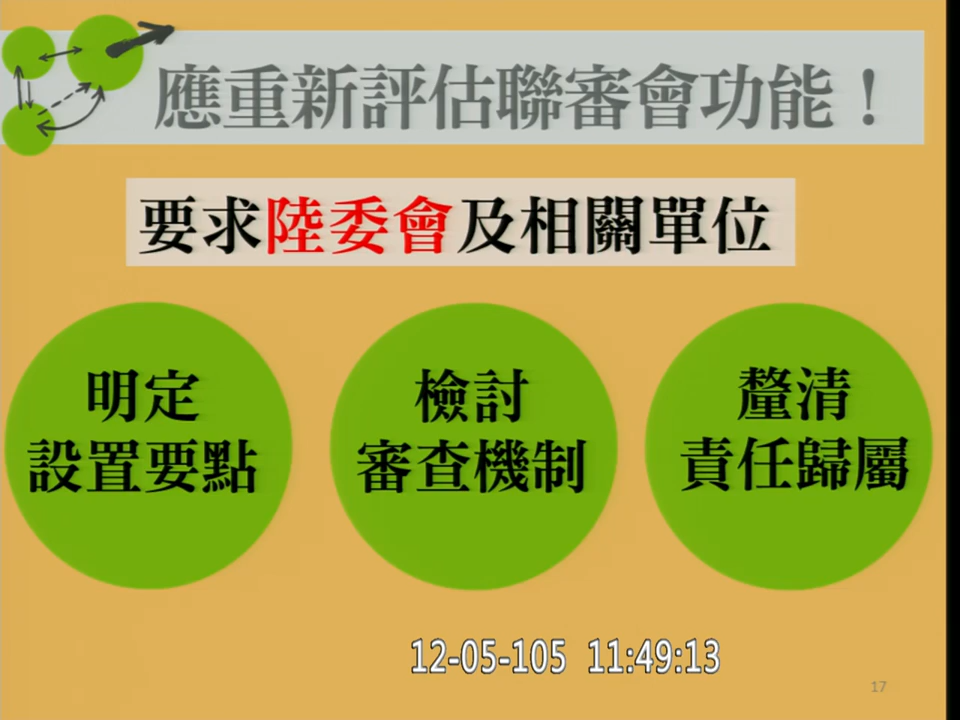 應重新評估聯審會功能！
要求陸委會及相關單位
明定
設置要點
檢討
審查機制
釐清
責任歸屬
12-05-105 11:49:13
17